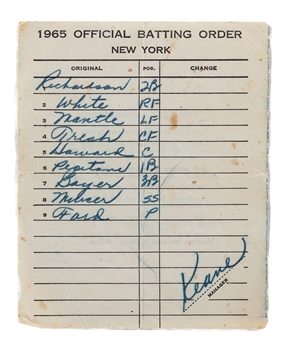 1965 OFFICIAL BATTING ORDER
NEW YORK
ORIGINAL POS. CHANGE
Richardson 2B
2 White RF
3 Mantle LF
4 Tresh CF
5 Howard C
6 Pepitone 1B
7 Boyer 3B
8 Moser SS
9 Ford P
Keane
MANAGER